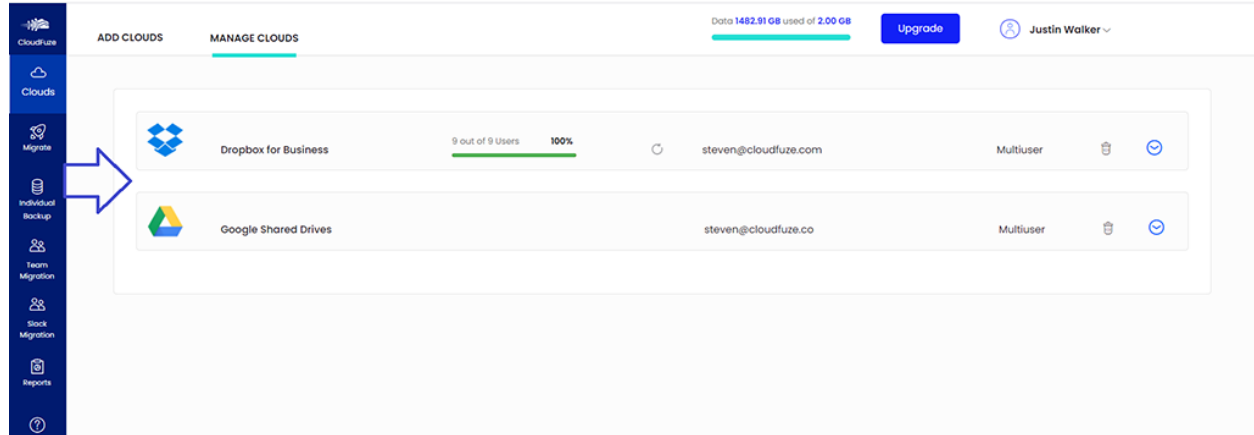 CloudFuze
ADD CLOUDS
MANAGE CLOUDS
Data 1482.91 GB used of 2.00 GB
Upgrade
Justin Walker
Clouds
Migrate
Individual
Backup
Team
Migration
Slack
Migration
Reports
Dropbox for Business
9 out of 9 Users 100%
steven@cloudfuze.com
Multiuser
Google Shared Drives
steven@cloudfuze.co
Multiuser